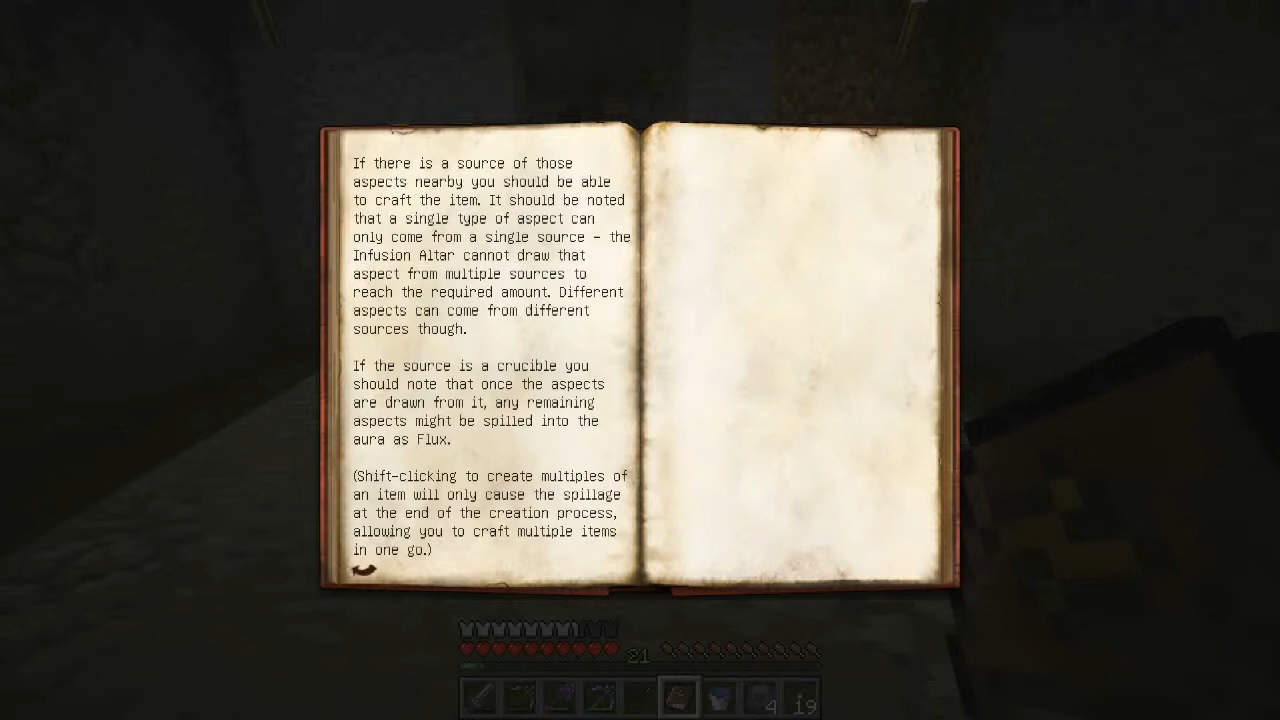 If there is a source of those
aspects nearby you should be able
to craft the item. It should be noted
that a single type of aspect can
only come from a single source - the
Infusion Altar cannot draw that
aspect from multiple sources to
reach the required amount. Different
aspects can come from different
sources though.
If the source is a crucible you
should note that once the aspects
are drawn from it, any remaining
aspects might be spilled into the
aura as Flux.
(Shift-clicking to create multiples of
an item will only cause the spillage
at the end of the creation process,
allowing you to craft multiple items
in one go.)
21
4
19